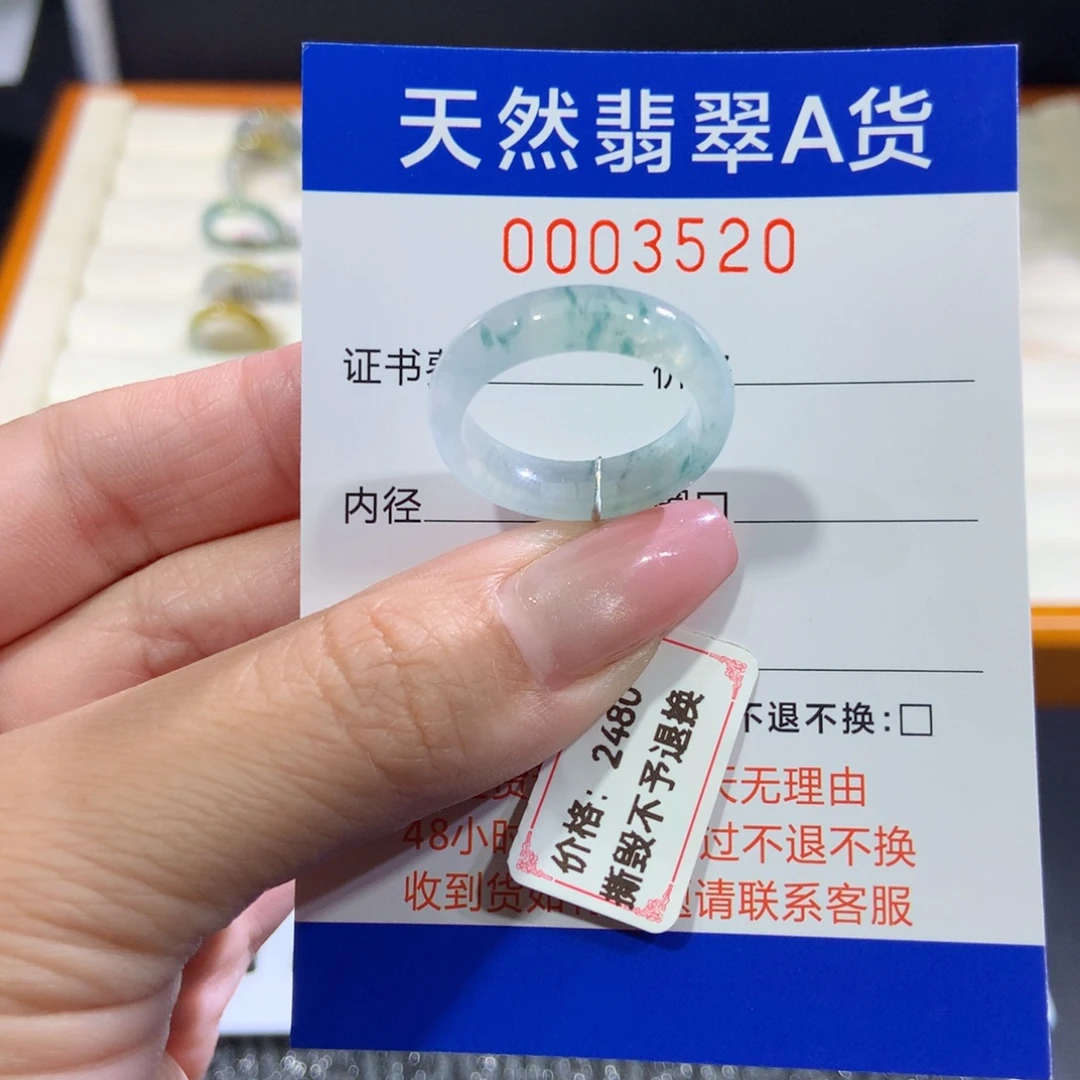 天然翡翠A货
0003520
证书
内径
不退不换:□
天无理由
48小时 过不退不换
收到货如 请联系客服
价格: 2480
撕毁不予退换